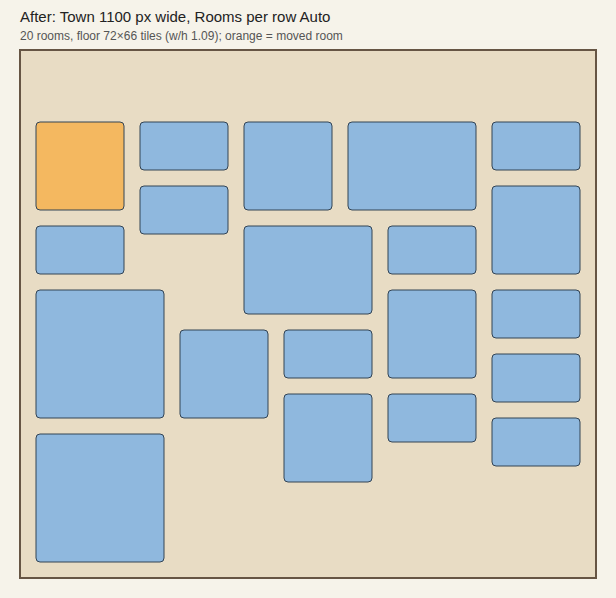 After: Town 1100 px wide, Rooms per row Auto
20 rooms, floor 72×66 tiles (w/h 1.09); orange = moved room